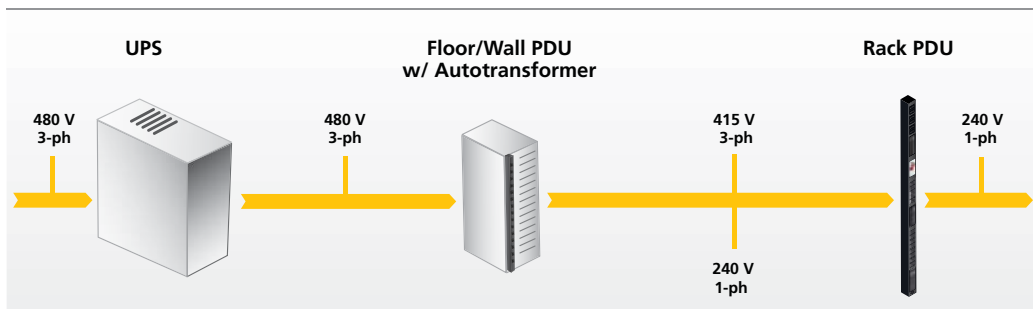 UPS
Floor/Wall PDU
w/ Autotransformer
Rack PDU
480 V
3-ph
480 V
3-ph
415 V
3-ph
240 V
1-ph
240 V
1-ph